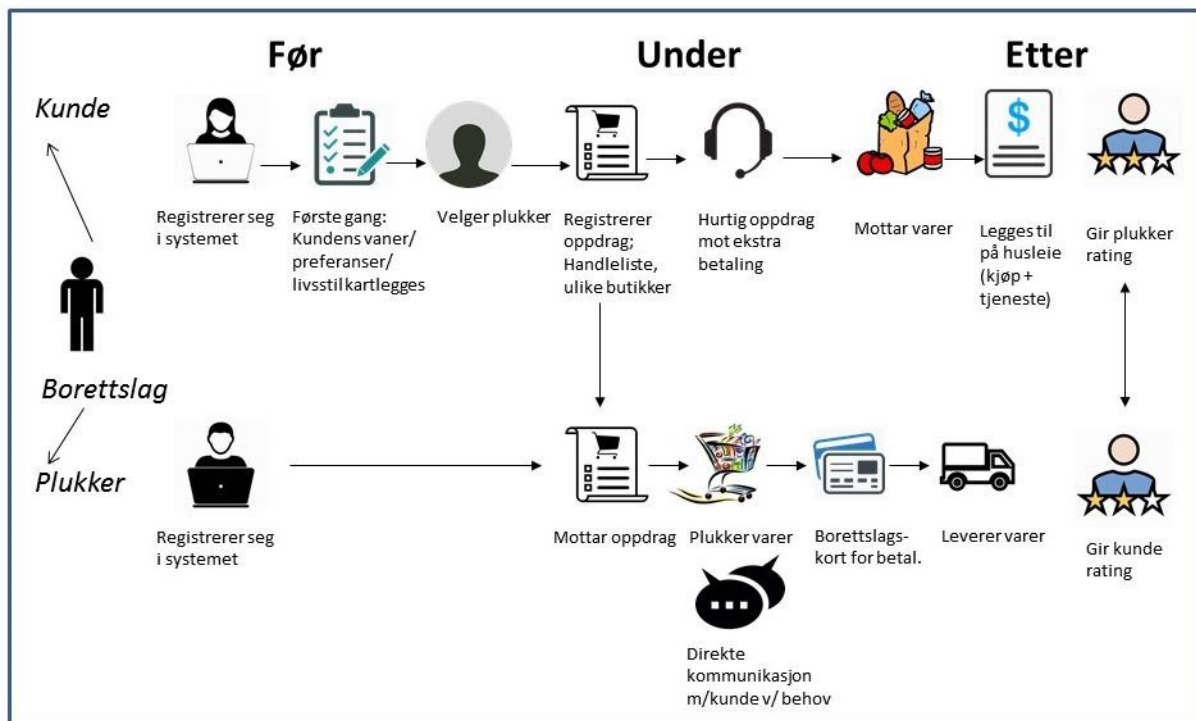 Før
Under
Etter
Kunde
Registrerer seg
i systemet
Første gang:
Kundens vaner/
preferanser/
livsstil kartlegges
Velger plukker
Registrerer
oppdrag;
Handleliste,
ulike butikker
Hurtig oppdrag
mot ekstra
betaling
Mottar varer
$
Legges til
på husleie
(kjøp +
tjeneste)
Gir plukker
rating
Borettslag
Plukker
Registrerer seg
i systemet
Mottar oppdrag
Plukker varer
Direkte
kommunikasjon
m/kunde v/ behov
Borettslags-
kort for betal.
Leverer varer
Gir kunde
rating